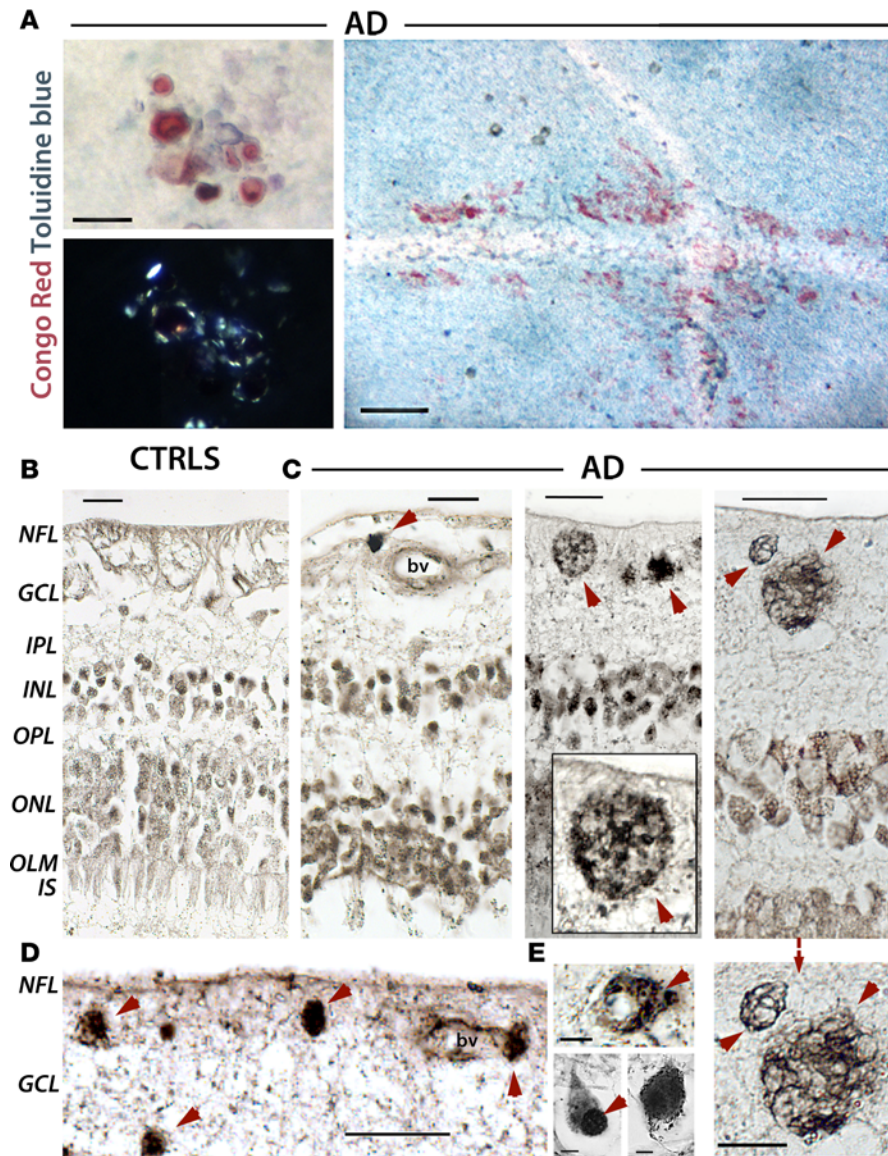 A
AD
Congo Red Toluidine blue
B
CTRLS
C
AD
NFL
GCL
IPL
INL
OPL
ONL
OLM
IS
bv
D
E
NFL
GCL
bv